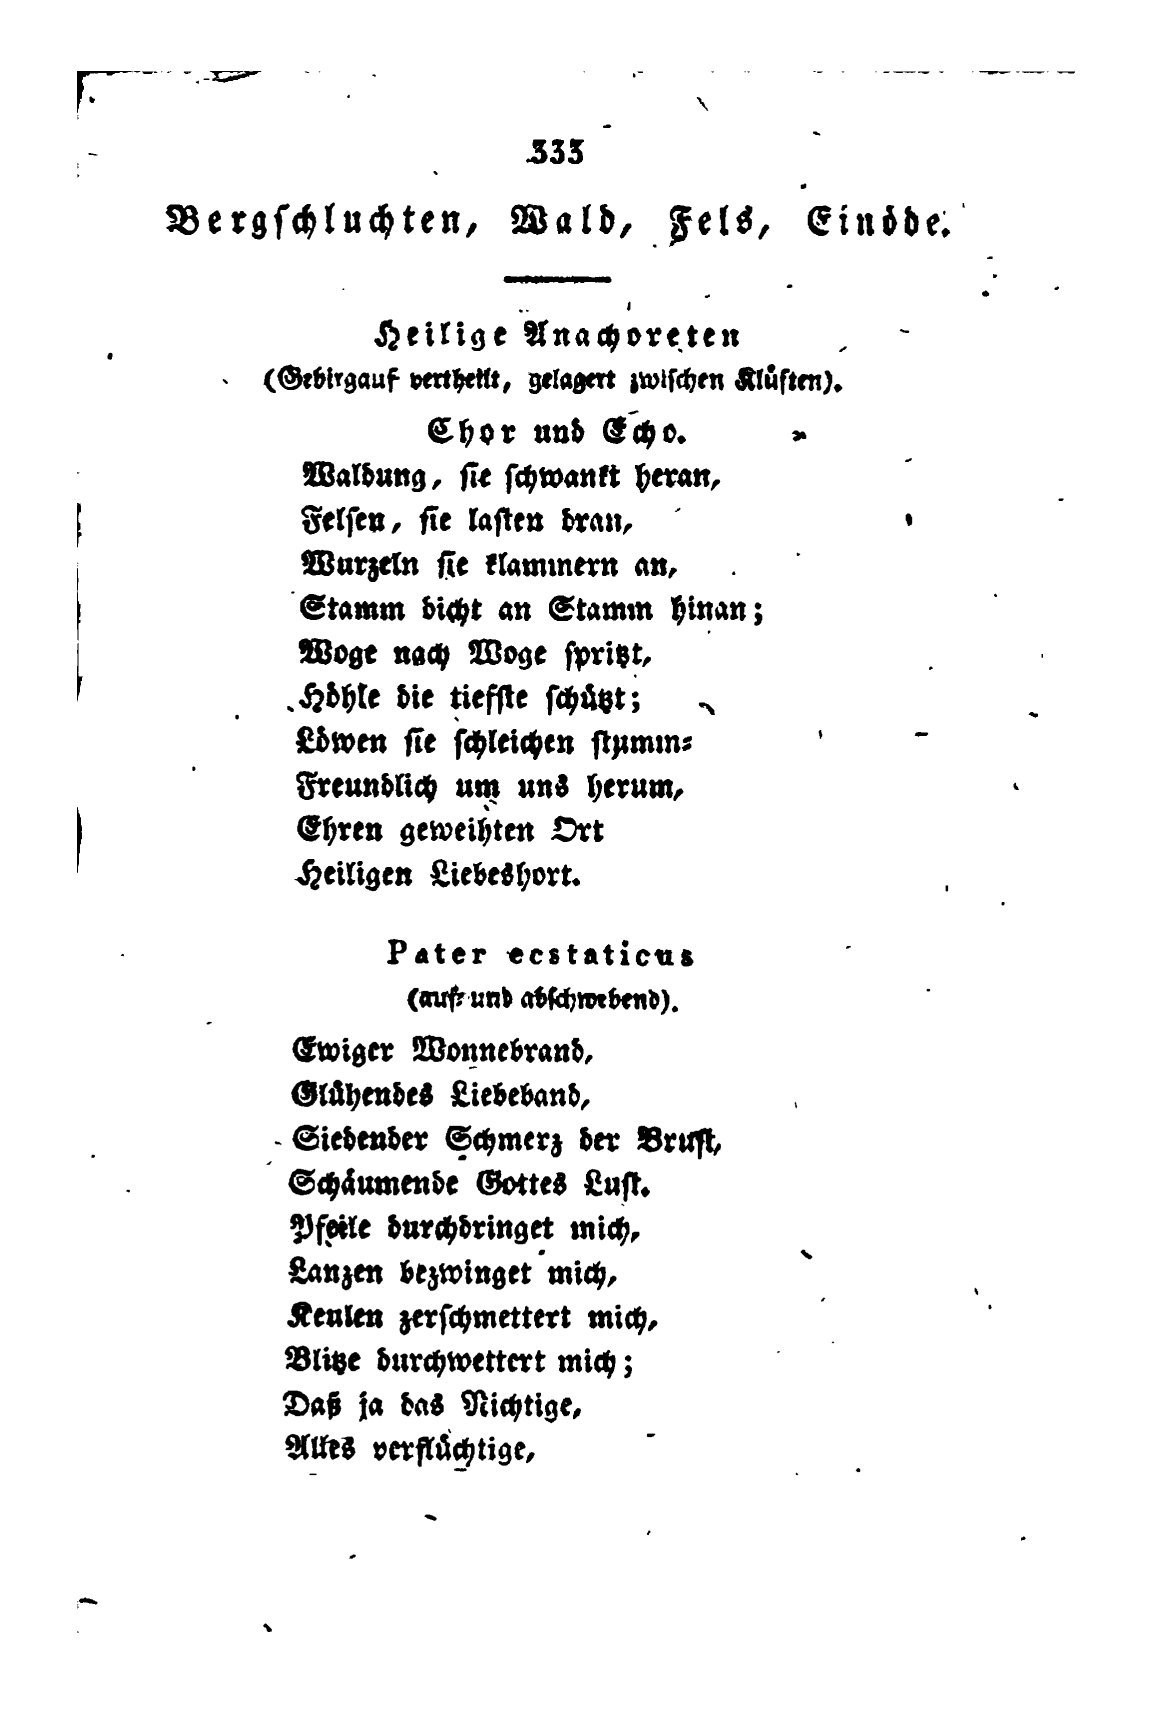 333
Bergſchluchten, Wald, Fels, Einöde.
Heilige Anachoreten
(Gebirgauf vertheilt, gelagert zwiſchen Klüften).
Chor und Echo.
Waldung, ſie ſchwankt heran,
Felſen, ſie laſten dran,
Wurzeln ſie klammern an,
Stamm dicht an Stamm hinan;
Woge nach Woge ſpritzt,
Höhle die tiefſte ſchützt;
Löwen ſie ſchleichen ſtumm-
Freundlich um uns herum,
Ehren geweihten Ort
Heiligen Liebeshort.
Pater ecstaticus
(auf- und abſchwebend).
Ewiger Wonnebrand,
Glühendes Liebeband,
Siedender Schmerz der Bruſt,
Schäumende Gottes Luſt.
Pfeile durchdringet mich,
Lanzen bezwinget mich,
Keulen zerſchmettert mich,
Blitze durchwettert mich;
Daß ja das Nichtige,
Alles verflüchtige,